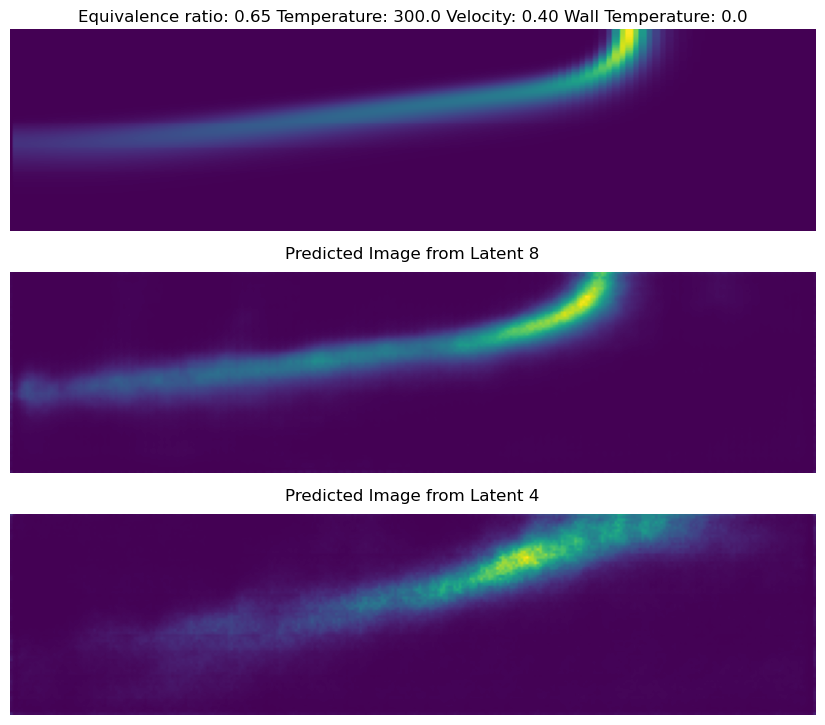 Equivalence ratio: 0.65 Temperature: 300.0 Velocity: 0.40 Wall Temperature: 0.0
Predicted Image from Latent 8
Predicted Image from Latent 4